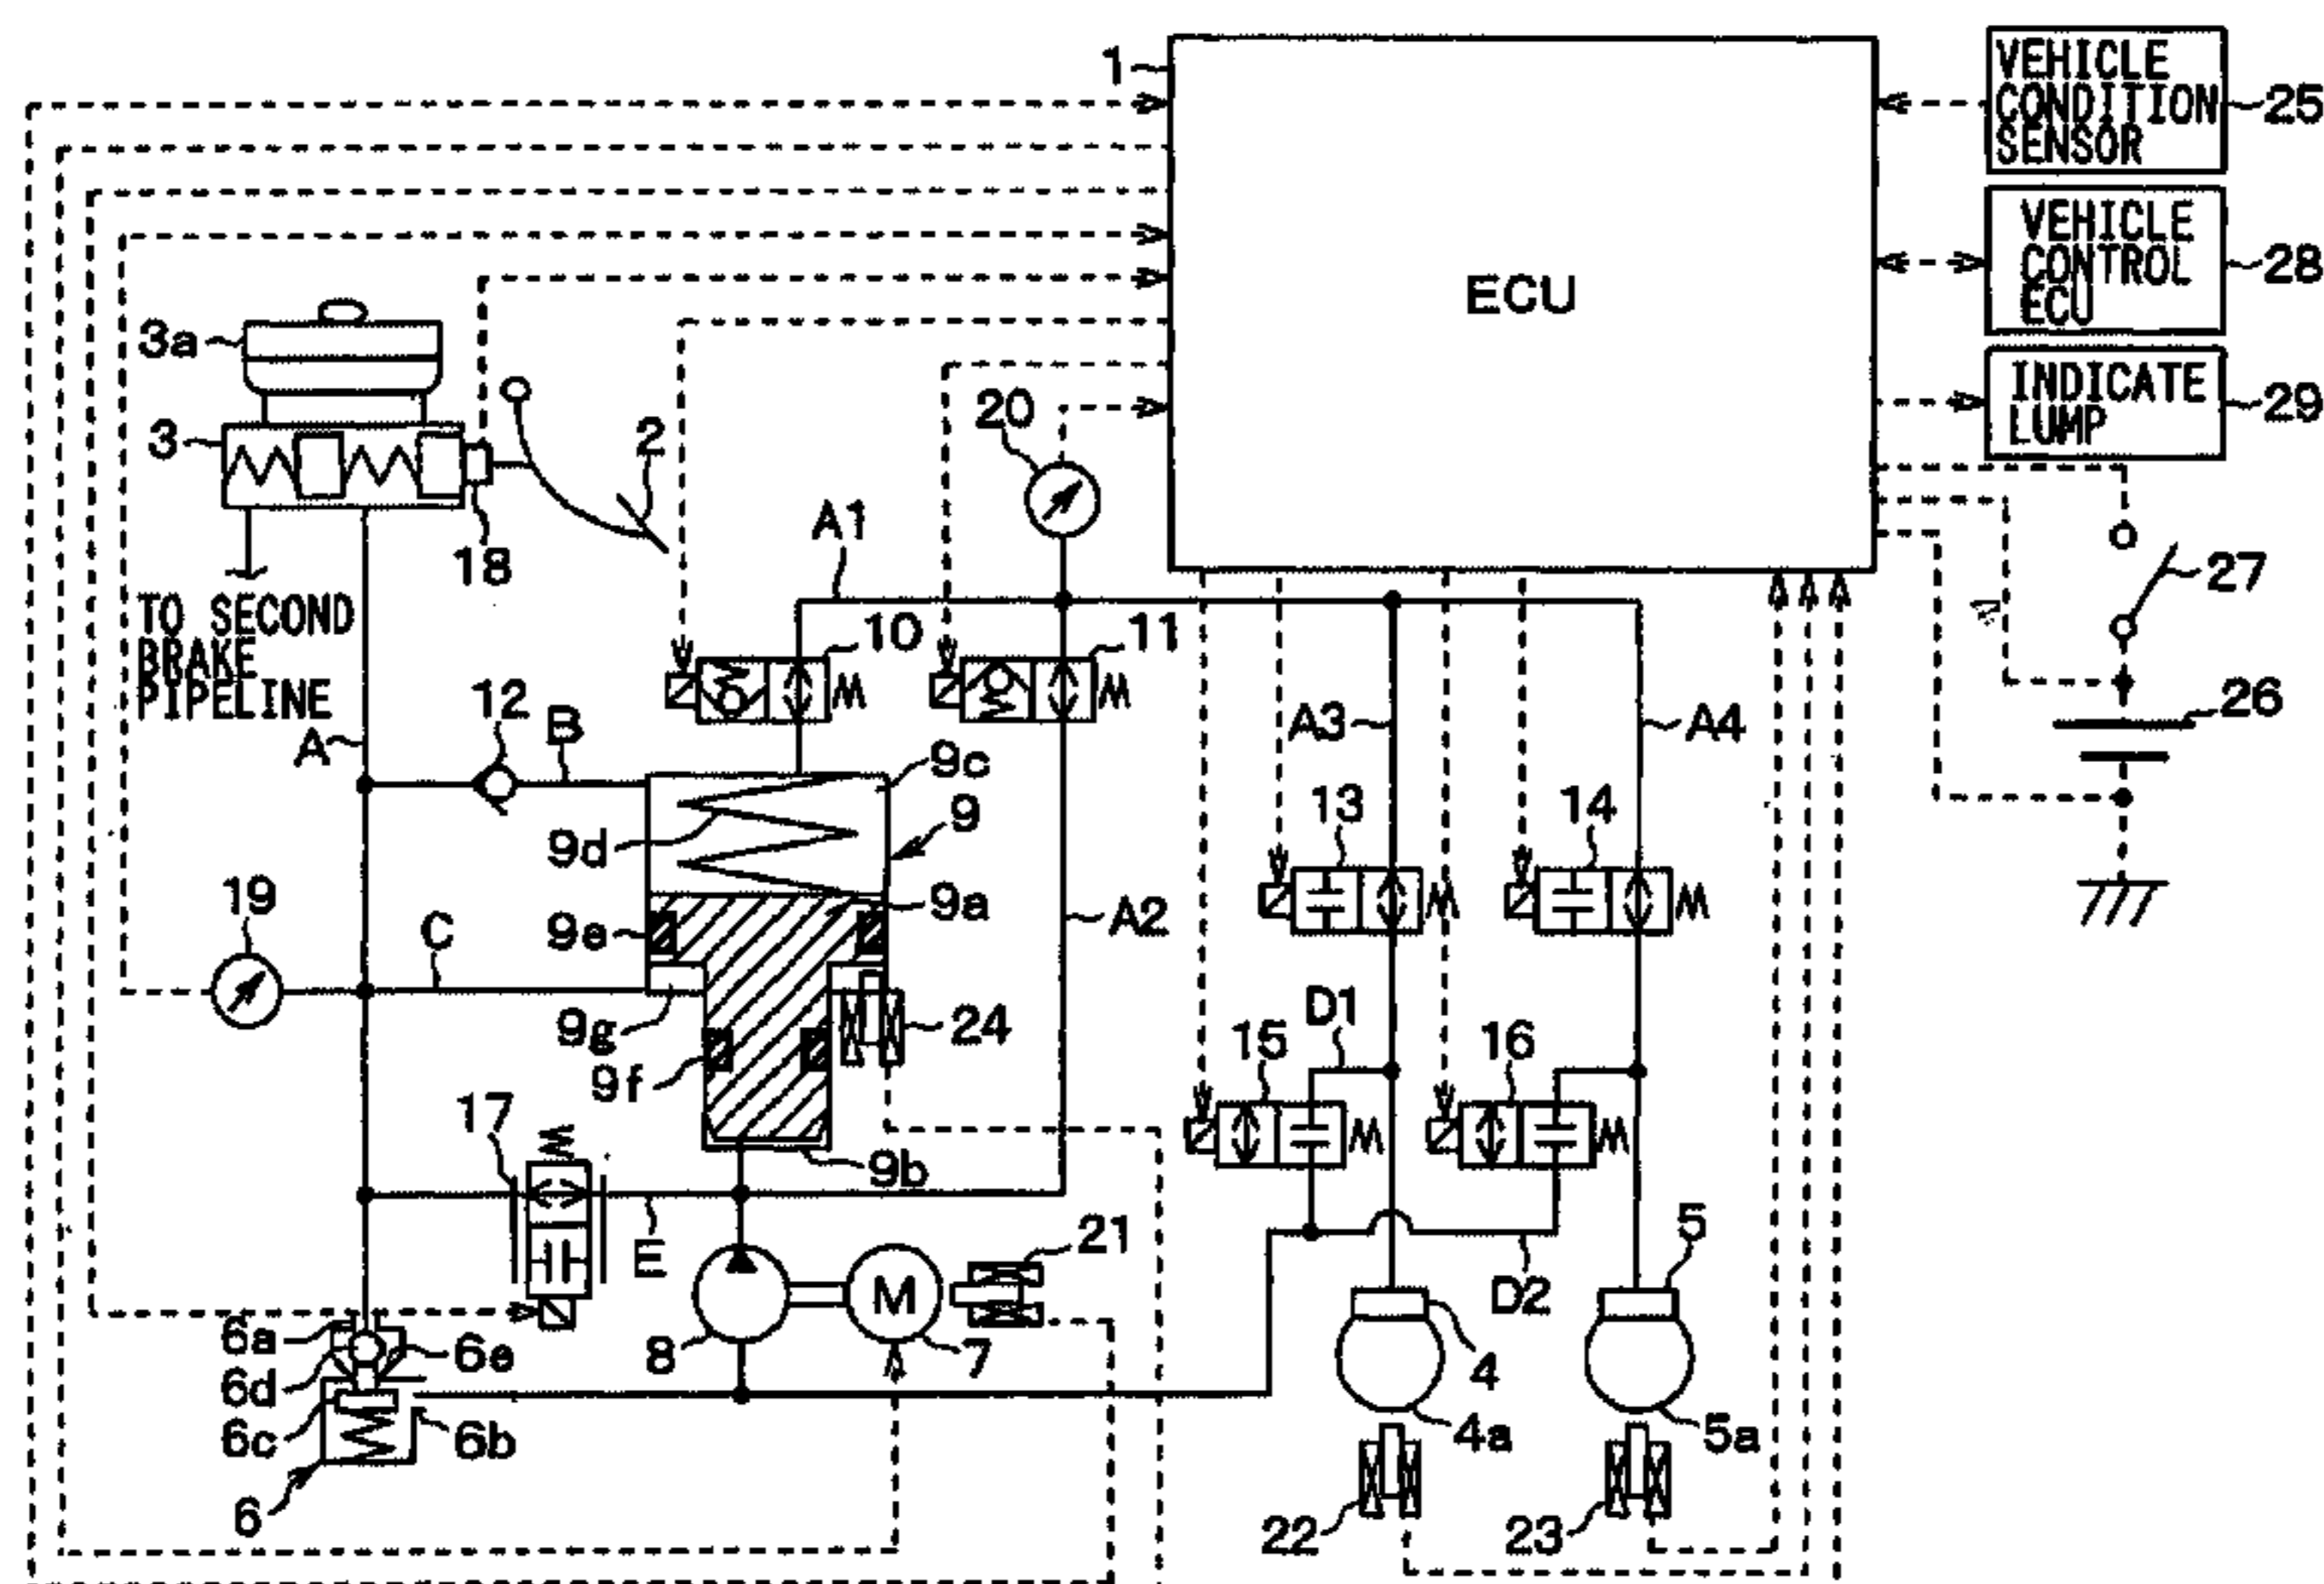 1
VEHICLE
CONDITION
SENSOR
25
VEHICLE
CONTROL
ECU
28
INDICATE
LUMP
29
ECU
3a
3
2
18
20
A1
TO SECOND
BRAKE
PIPELINE
10
11
27
26
12
B
A
A3
A4
9c
9
9d
13
14
19
C
9e
9a
A2
9g
24
9f
D1
15
16
17
9b
E
21
5
D2
6a
6e
8
M
7
4
6d
6c
6b
4a
5a
6
22
23